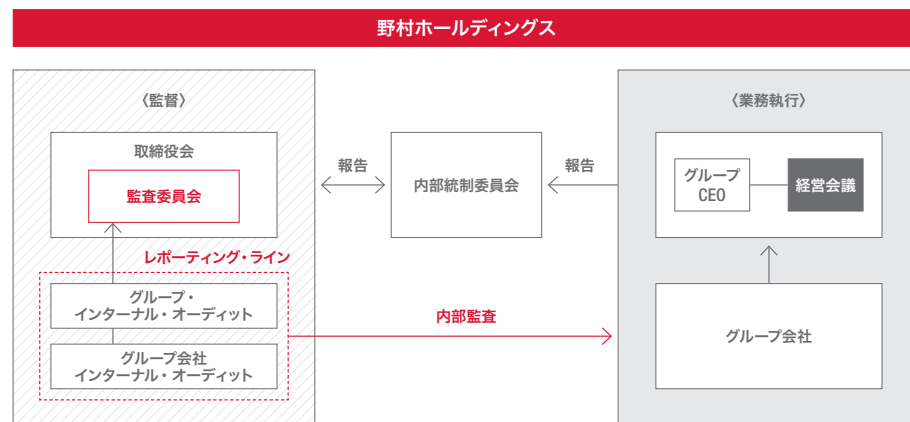 野村ホールディングス
〈監督〉
取締役会
監査委員会
レポーティング・ライン
グループ・
インターナル・オーディット
グループ会社
インターナル・オーディット
報告
内部統制委員会
報告
内部監査
〈業務執行〉
グループ
CEO
経営会議
グループ会社